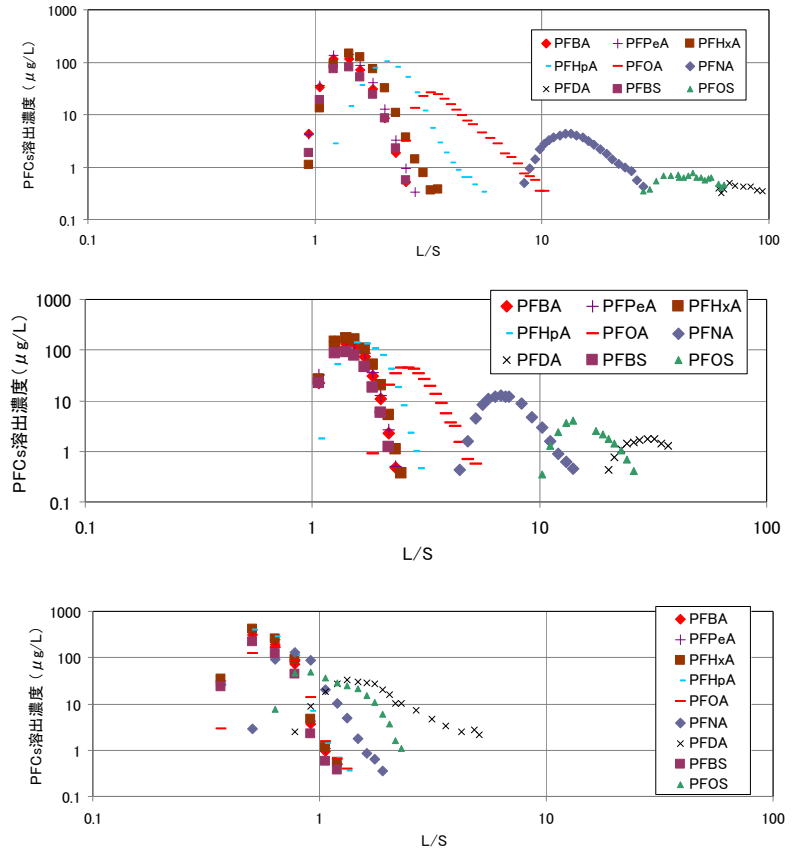 1000
100
10
1
0.1
PFCs溶出濃度(μg/L)
PFBA PFPeA PFHxA
PFHpA PFOA PFNA
PFDA PFBS PFOS
0.1 1 10 100
L/S
1000
100
10
1
0.1
PFCs溶出濃度(μg/L)
PFBA PFPeA PFHxA
PFHpA PFOA PFNA
PFDA PFBS PFOS
0.1 1 10 100
L/S
1000
100
10
1
0.1
PFCs溶出濃度(μg/L)
PFBA
PFPeA
PFHxA
PFHpA
PFOA
PFNA
PFDA
PFBS
PFOS
0.1 1 10 100
L/S